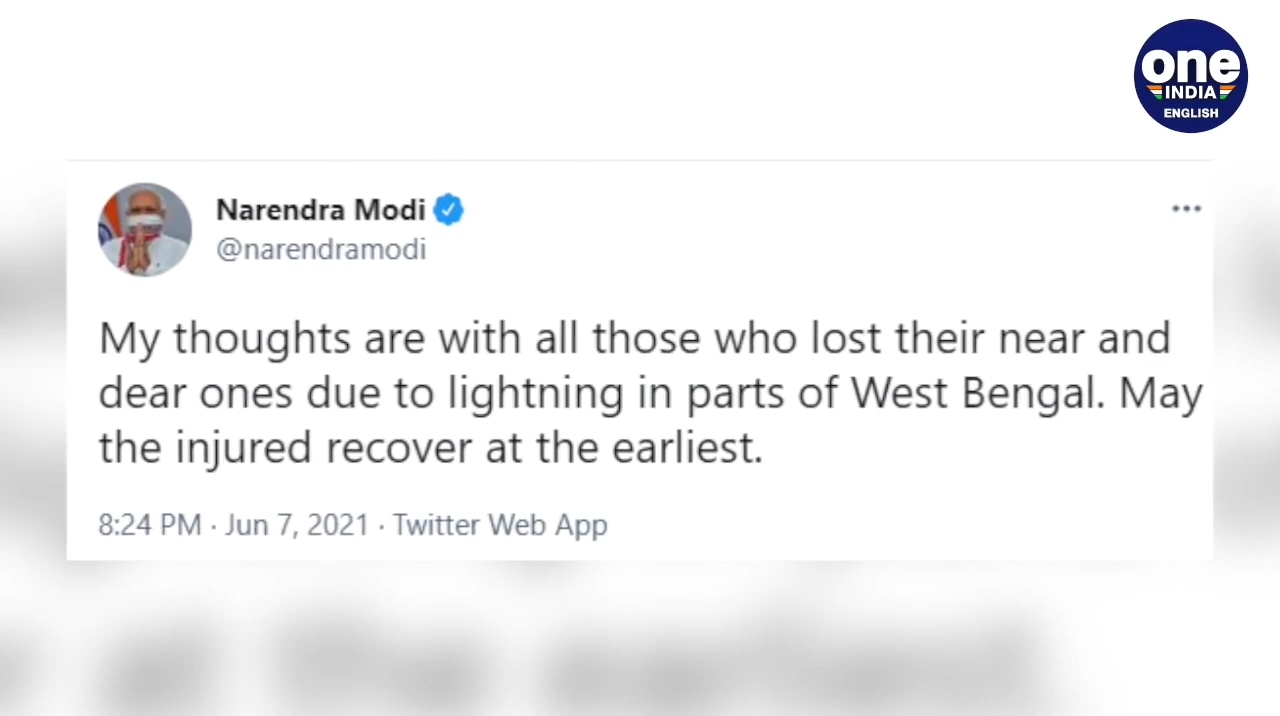 one
INDIA
ENGLISH
Narendra Modi
@narendramodi
My thoughts are with all those who lost their near and
dear ones due to lightning in parts of West Bengal. May
the injured recover at the earliest.
8:24 PM · Jun 7, 2021 · Twitter Web App